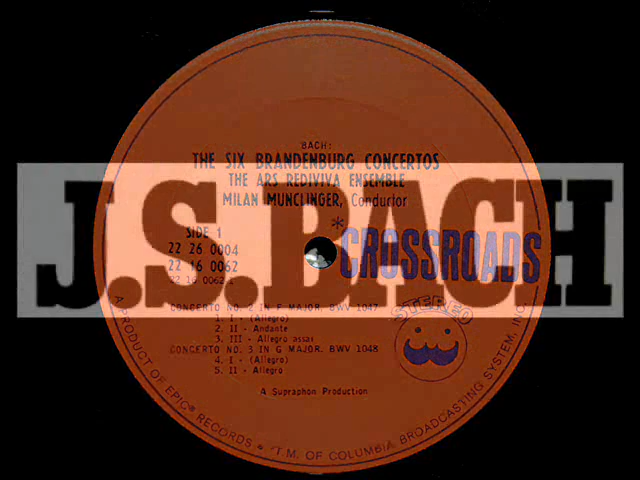 BACH:
THE SIX BRANDENBURG CONCERTOS
THE ARS REDIVIVA ENSEMBLE
MILAN MUNCLINGER, Conductor
J.S.BACH
SIDE 1
22 26 0004
22 16 0062
22 16 0062
*
CROSSROADS
CONCERTO NO. 2 IN F MAJOR, BWV 1047
1. I - (Allegro)
2. II - Andante
3. III - Allegro assai
CONCERTO NO. 3 IN G MAJOR, BWV 1048
4. I - (Allegro)
5. II - Allegro
STEREO
A Supraphon Production
A PRODUCT OF EPIC® RECORDS ● *T.M. OF COLUMBIA BROADCASTING SYSTEM, INC.